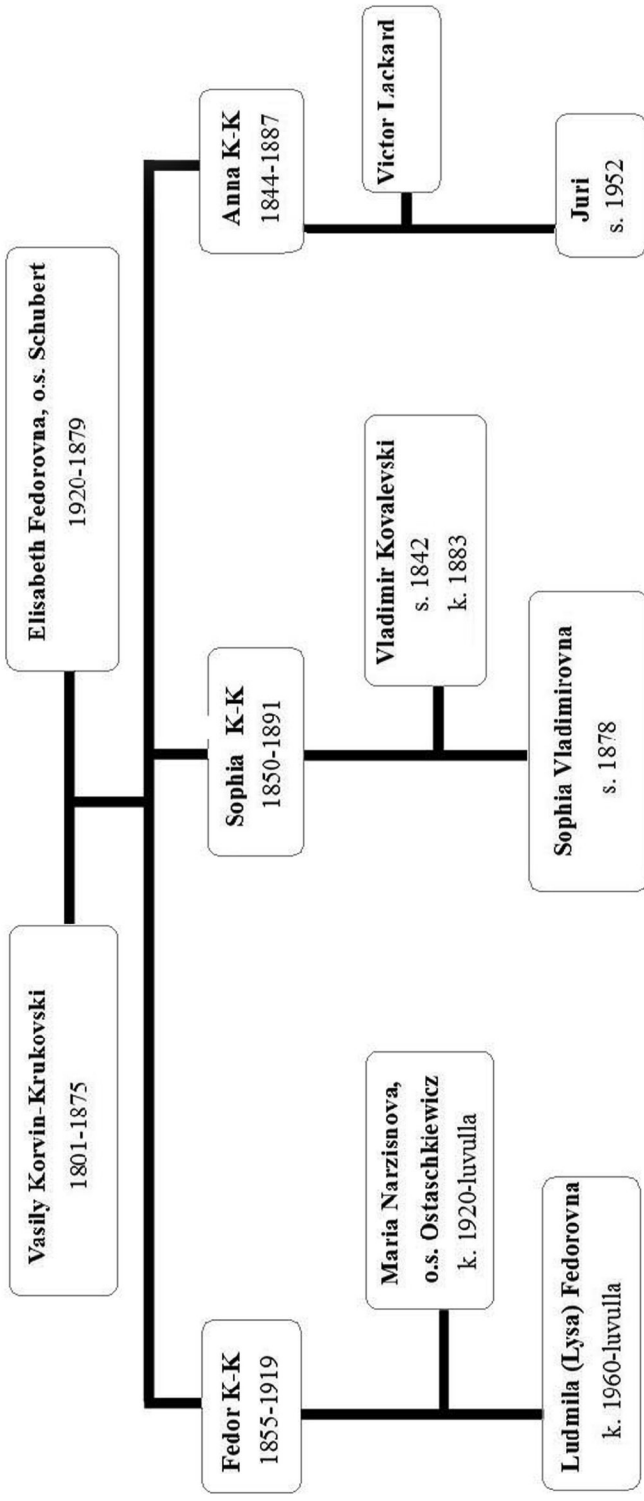 Vasily Korvin-Krukovski
1801-1875
Elisabeth Fedorovna, o.s. Schubert
1920-1879
Fedor K-K
1855-1919
Sophia K-K
1850-1891
Anna K-K
1844-1887
Maria Narzisnova,
o.s. Ostaschkiewicz
k. 1920-luvulla
Vladimir Kovalevski
s. 1842
k. 1883
Victor Lackard
Ludmila (Lysa) Fedorovna
k. 1960-luvulla
Sophia Vladimirovna
s. 1878
Juri
s. 1952